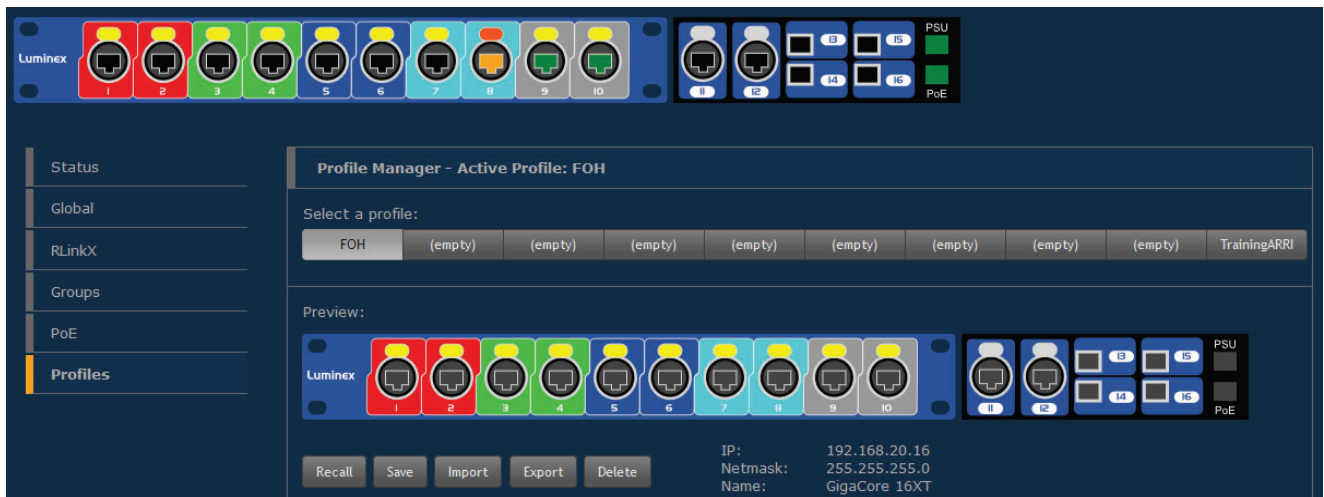 PSU
Luminex
13 15
14 16
1 2 3 4 5 6 7 8 9 10 11 12
PoE
Status
Global
RLinkX
Groups
PoE
Profiles
Profile Manager - Active Profile: FOH
Select a profile:
FOH (empty) (empty) (empty) (empty) (empty) (empty) (empty) (empty) TrainingARRI
Preview:
PSU
13 15
Luminex
14 16
1 2 3 4 5 6 7 8 9 10 11 12
PoE
Recall Save Import Export Delete
IP: 192.168.20.16
Netmask: 255.255.255.0
Name: GigaCore 16XT